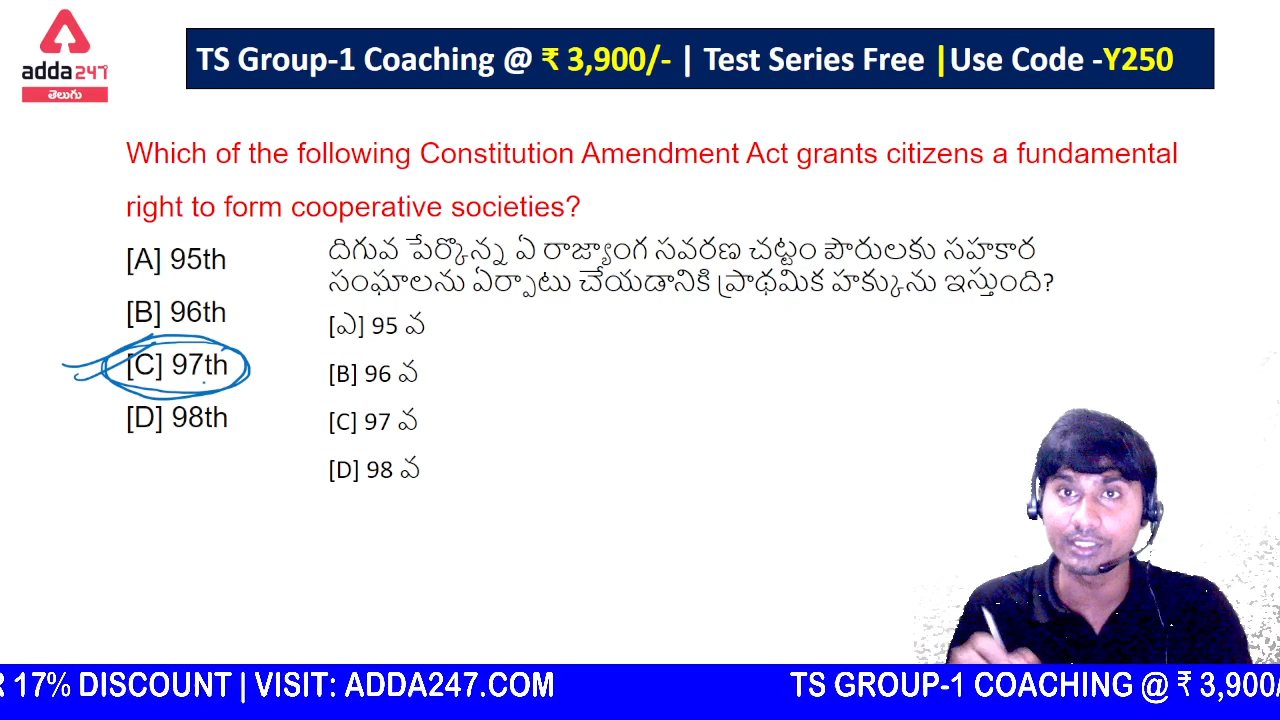 adda247
తెలుగు
TS Group-1 Coaching @ ₹ 3,900/- | Test Series Free |Use Code -Y250
Which of the following Constitution Amendment Act grants citizens a fundamental
right to form cooperative societies?
[A] 95th
[B] 96th
[C] 97th
[D] 98th
దిగువ పేర్కొన్న ఏ రాజ్యాంగ సవరణ చట్టం పౌరులకు సహకార
సంఘాలను ఏర్పాటు చేయడానికి ప్రాథమిక హక్కును ఇస్తుంది?
[ఎ] 95 వ
[B] 96 వ
[C] 97 వ
[D] 98 వ
R 17% DISCOUNT | VISIT: ADDA247.COM
TS GROUP-1 COACHING @ ₹ 3,900/